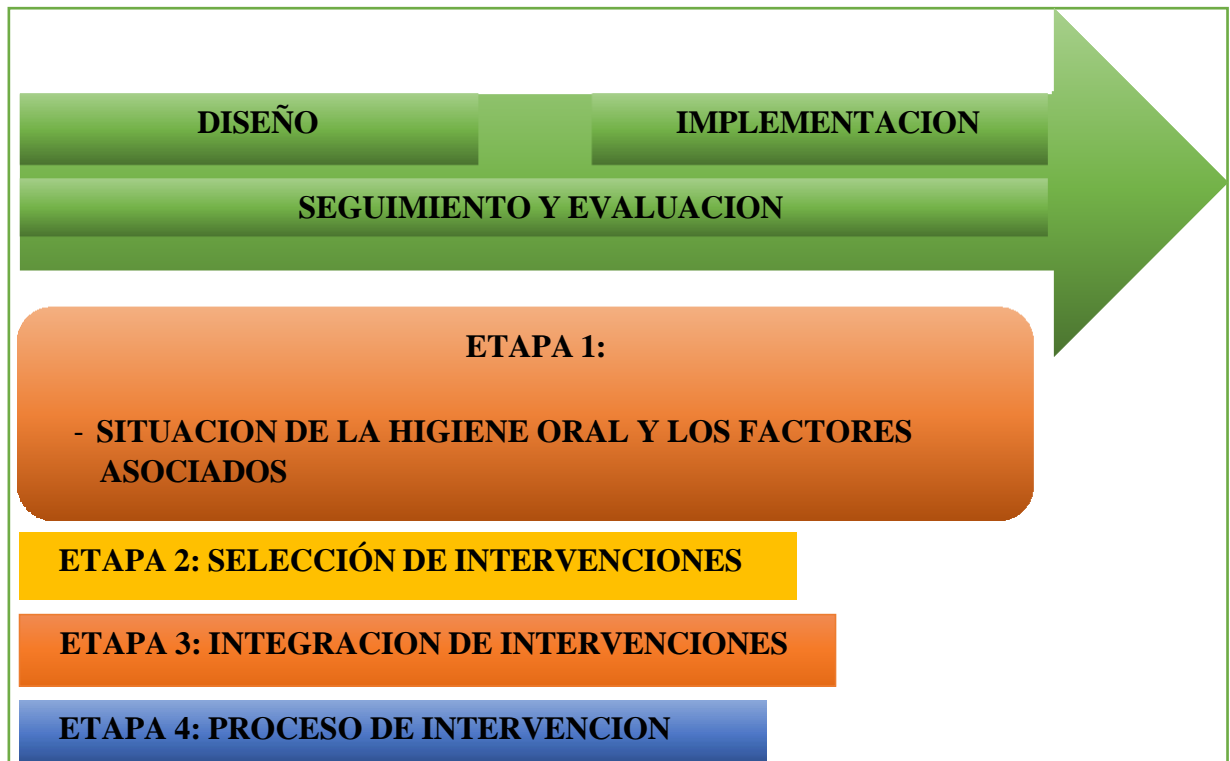 DISEÑO
IMPLEMENTACION
SEGUIMIENTO Y EVALUACION
ETAPA 1:
- SITUACION DE LA HIGIENE ORAL Y LOS FACTORES
ASOCIADOS
ETAPA 2: SELECCIÓN DE INTERVENCIONES
ETAPA 3: INTEGRACION DE INTERVENCIONES
ETAPA 4: PROCESO DE INTERVENCION